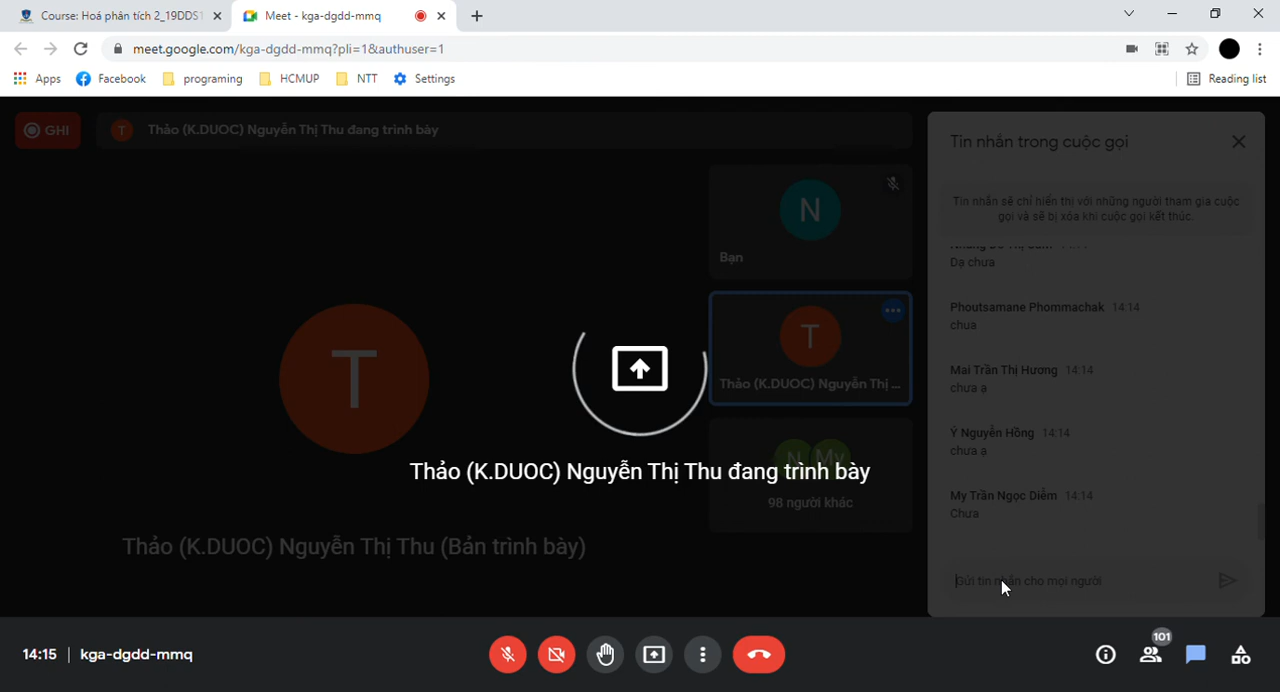 Course: Hoá phân tích 2_19DDS1
Meet - kga-dgdd-mmq
meet.google.com/kga-dgdd-mmq?pli=1&authuser=1
Apps
Facebook
programing
HCMUP
NTT
Settings
Reading list
GHI
T
Thảo (K.DUOC) Nguyễn Thị Thu đang trình bày
N
Bạn
T
Thảo (K.DUOC) Nguyễn Thị ...
N
My
98 người khác
T
Thảo (K.DUOC) Nguyễn Thị Thu đang trình bày
Thảo (K.DUOC) Nguyễn Thị Thu (Bản trình bày)
Tin nhắn trong cuộc gọi
Tin nhắn sẽ chỉ hiển thị với những người tham gia cuộc
gọi và sẽ bị xóa khi cuộc gọi kết thúc.
Dạ chưa
Phoutsamane Phommachak 14:14
chua
Mai Trần Thị Hương 14:14
chưa ạ
Ý Nguyễn Hồng 14:14
chưa ạ
My Trần Ngọc Diễm 14:14
Chưa
Gửi tin nhắn cho mọi người
14:15 | kga-dgdd-mmq
101